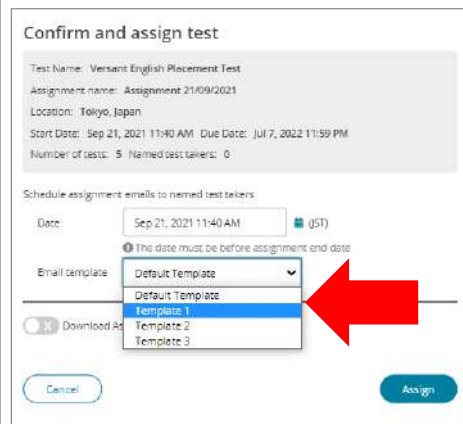 Confirm and assign test
Test Name: Versant English Placement Test
Assignment name: Assignment 21/09/2021
Location: Tokyo, Japan
Start Date: Sep 21, 2021 11:40 AM Due Date: Jul 7, 2022 11:59 PM
Number of tests: 5 Named test takers: 0
Schedule assignment emails to named test takers
Date Sep 21, 2021 11:40 AM (JST)
The date must be before assignment end date
Email template Default Template
Default Template
Template 1
Download As Template 2
Template 3
Cancel Assign